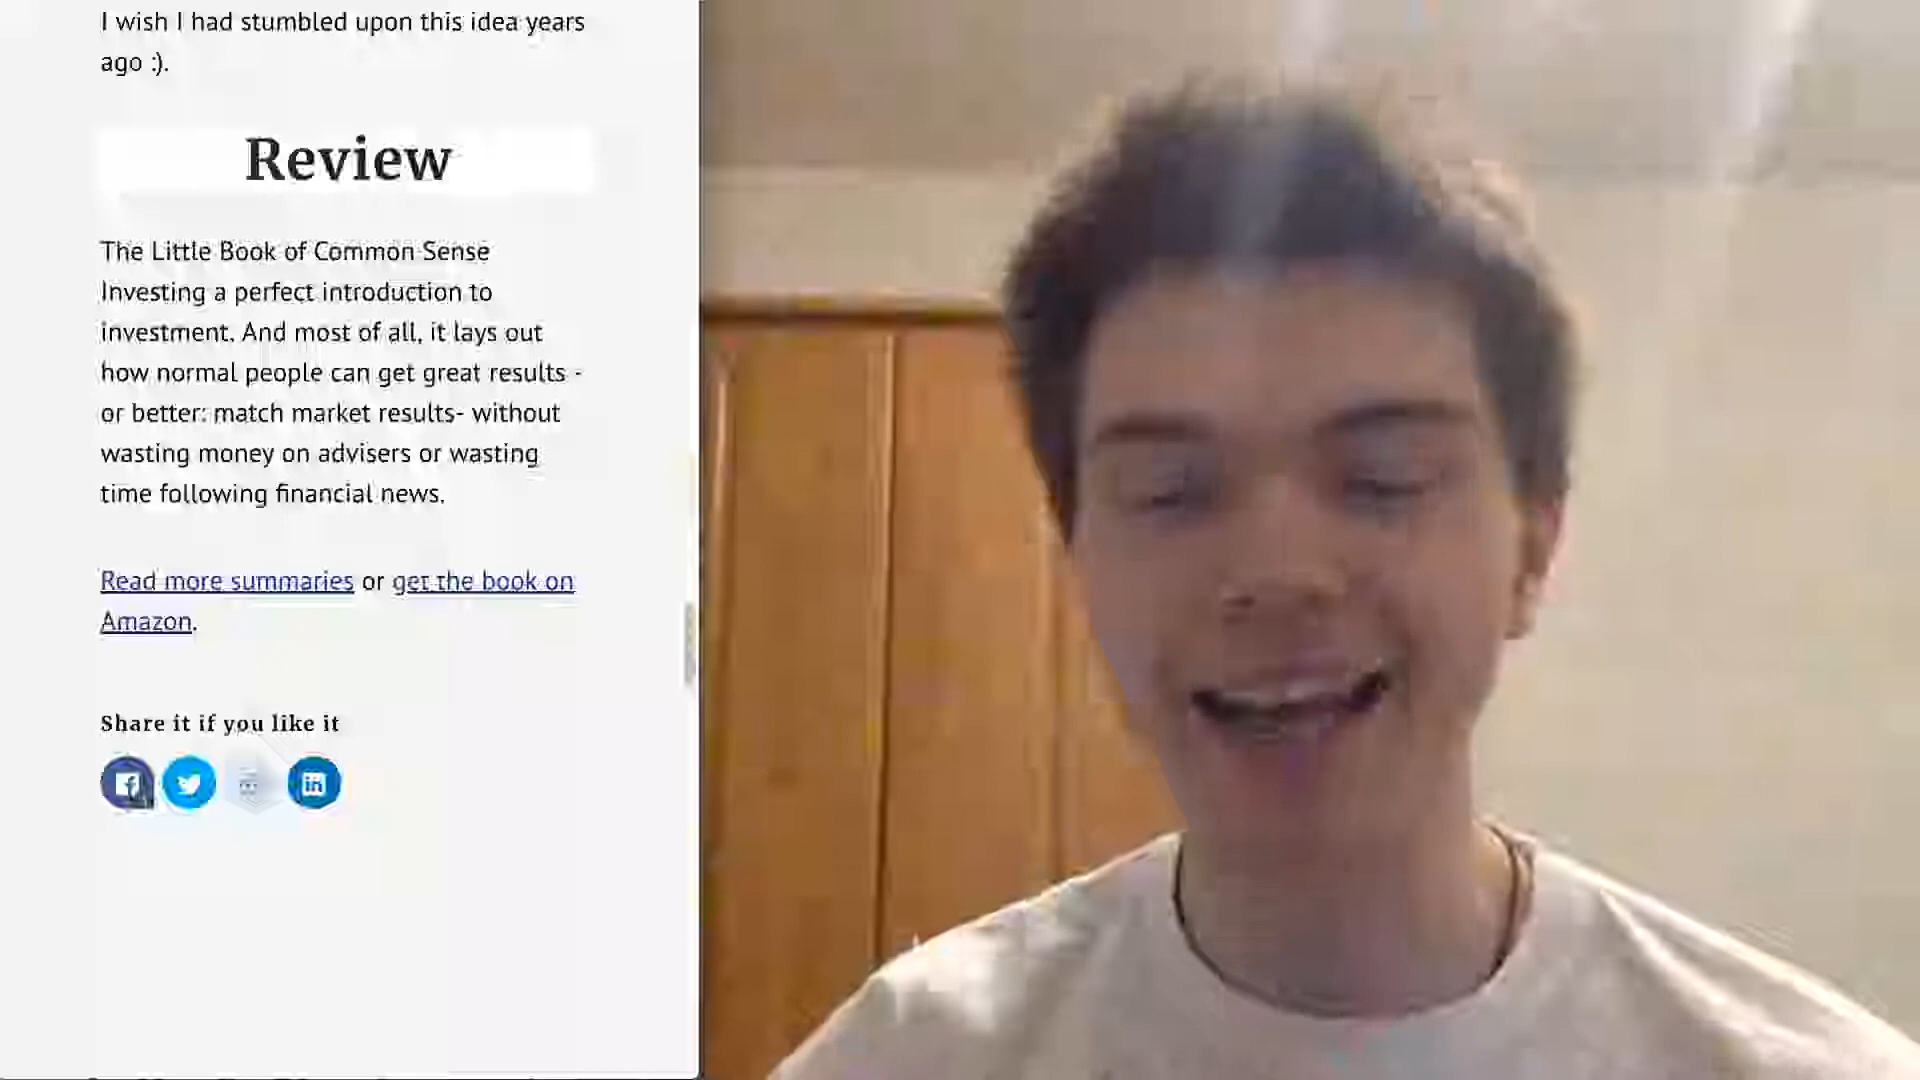 I wish I had stumbled upon this idea years
ago :).
Review
The Little Book of Common Sense
Investing a perfect introduction to
investment. And most of all, it lays out
how normal people can get great results -
or better: match market results- without
wasting money on advisers or wasting
time following financial news.
Read more summaries or get the book on
Amazon.
Share it if you like it